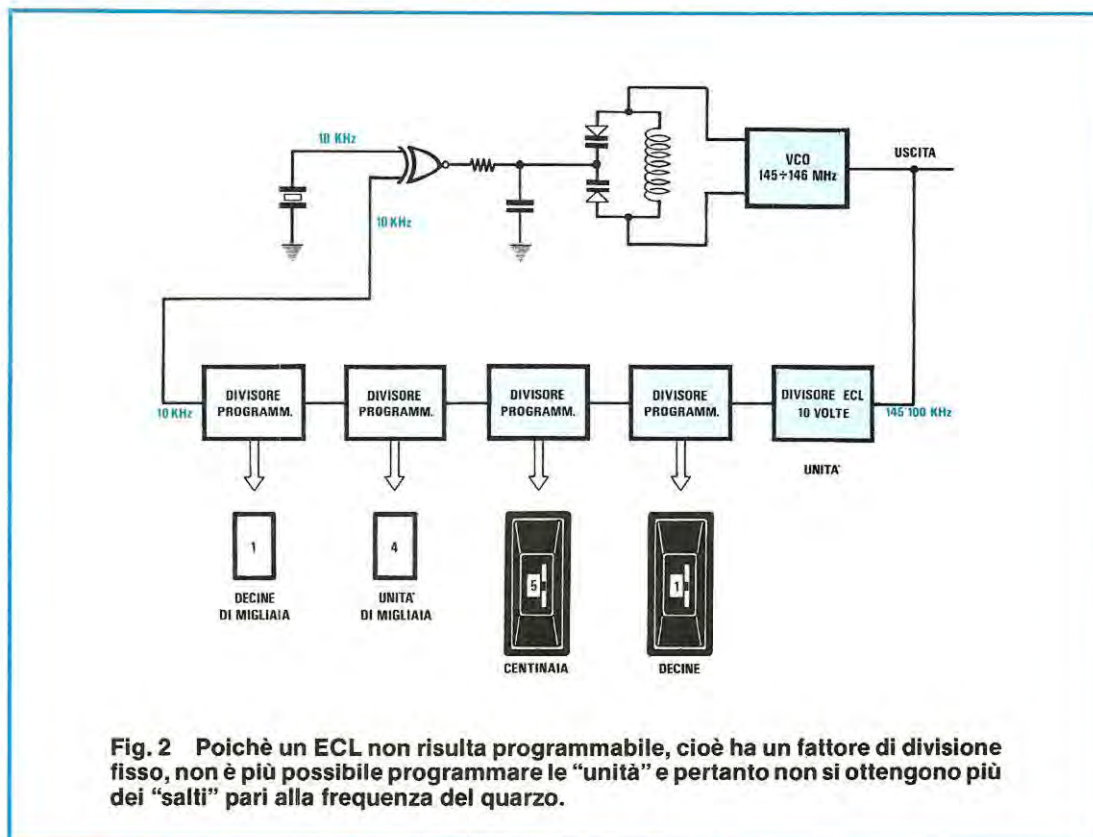 10 KHz
10 KHz
VCO
145÷146 MHz
USCITA
10 KHz
DIVISORE
PROGRAMM.
DIVISORE
PROGRAMM.
DIVISORE
PROGRAMM.
DIVISORE
PROGRAMM.
DIVISORE ECL
10 VOLTE
145'100 KHz
UNITA'
1
4
5
1
DECINE
DI MIGLIAIA
UNITA'
DI MIGLIAIA
CENTINAIA
DECINE
Fig. 2 Poichè un ECL non risulta programmabile, cioè ha un fattore di divisione
fisso, non è più possibile programmare le "unità" e pertanto non si ottengono più
dei "salti" pari alla frequenza del quarzo.